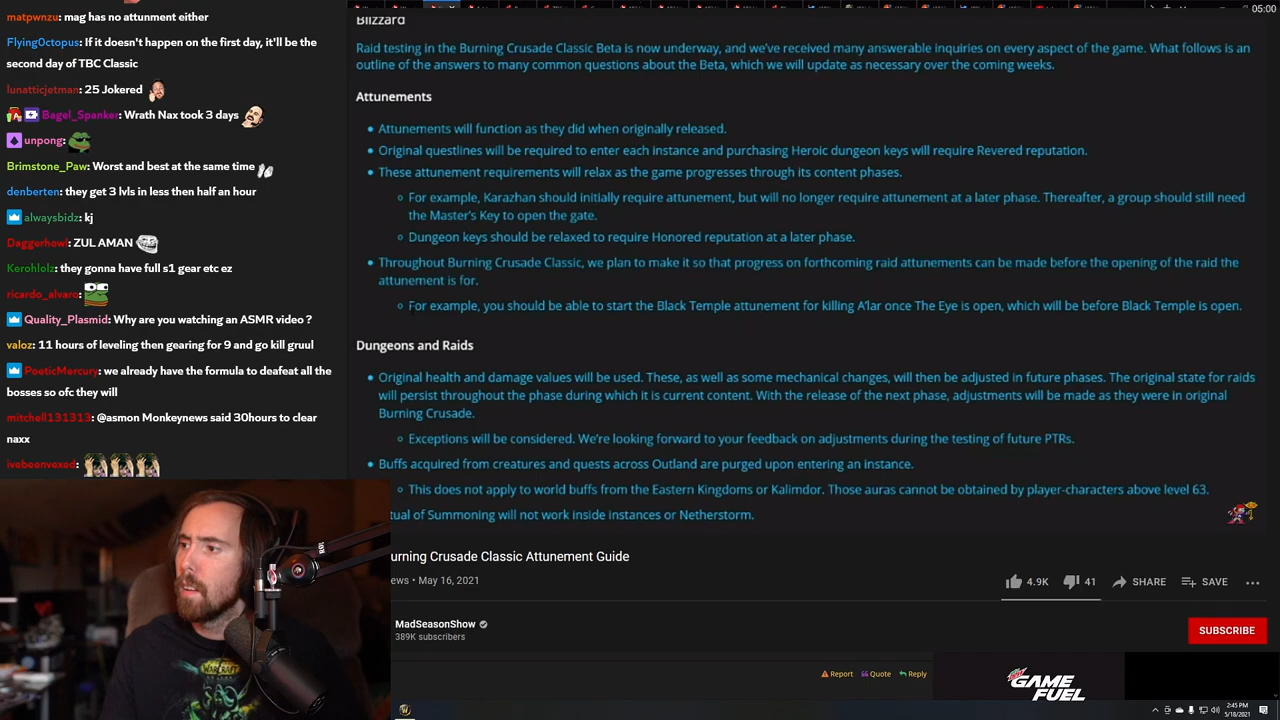 matpwnzu: mag has no attunment either
Flying0ctopus: If it doesn't happen on the first day, it'll be the
second day of TBC Classic
lunatticjetman: 25 Jokered
Bagel_Spanker: Wrath Nax took 3 days
unpong:
Brimstone_Paw: Worst and best at the same time
denberten: they get 3 lvls in less then half an hour
alwaysbidz: kj
Daggerhowl: ZUL AMAN
Kerohlolz: they gonna have full s1 gear etc ez
ricardo_alvaro:
Quality_Plasmid: Why are you watching an ASMR video ?
valoz: 11 hours of leveling then gearing for 9 and go kill gruul
PoeticMercury: we already have the formula to deafeat all the
bosses so ofc they will
mitchell131313: @asmon Monkeynews said 30hours to clear
naxx
ivebeenvexed:
05:00
Blizzard
Raid testing in the Burning Crusade Classic Beta is now underway, and we've received many answerable inquiries on every aspect of the game. What follows is an
outline of the answers to many common questions about the Beta, which we will update as necessary over the coming weeks.
Attunements
Attunements will function as they did when originally released.
Original questlines will be required to enter each instance and purchasing Heroic dungeon keys will require Revered reputation.
These attunement requirements will relax as the game progresses through its content phases.
For example, Karazhan should initially require attunement, but will no longer require attunement at a later phase. Thereafter, a group should still need
the Master's Key to open the gate.
Dungeon keys should be relaxed to require Honored reputation at a later phase.
Throughout Burning Crusade Classic, we plan to make it so that progress on forthcoming raid attunements can be made before the opening of the raid the
attunement is for.
For example, you should be able to start the Black Temple attunement for killing A'lar once The Eye is open, which will be before Black Temple is open.
Dungeons and Raids
Original health and damage values will be used. These, as well as some mechanical changes, will then be adjusted in future phases. The original state for raids
will persist throughout the phase during which it is current content. With the release of the next phase, adjustments will be made as they were in original
Burning Crusade.
Exceptions will be considered. We're looking forward to your feedback on adjustments during the testing of future PTRs.
Buffs acquired from creatures and quests across Outland are purged upon entering an instance.
This does not apply to world buffs from the Eastern Kingdoms or Kalimdor. Those auras cannot be obtained by player-characters above level 63.
tual of Summoning will not work inside instances or Netherstorm.
urning Crusade Classic Attunement Guide
ews • May 16, 2021
4.9K
41
SHARE
SAVE
MadSeasonShow
389K subscribers
SUBSCRIBE
Report
Quote
Reply
GAME
FUEL
2:45 PM
5/18/2021